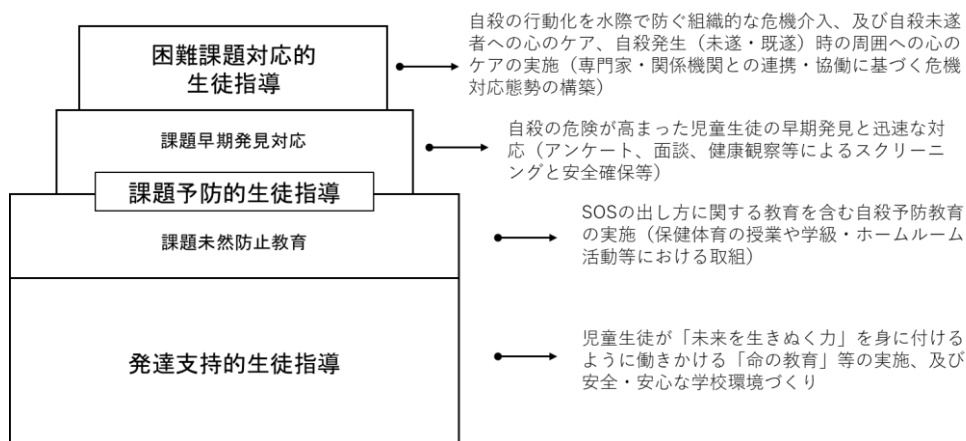 困難課題対応的
生徒指導
自殺の行動化を水際で防ぐ組織的な危機介入、及び自殺未遂
者への心のケア、自殺発生（未遂・既遂）時の周囲への心の
ケアの実施（専門家・関係機関との連携・協働に基づく危機
対応態勢の構築）
課題早期発見対応
自殺の危険が高まった児童生徒の早期発見と迅速な対
応（アンケート、面談、健康観察等によるスクリーニ
ングと安全確保等）
課題予防的生徒指導
課題未然防止教育
SOSの出し方に関する教育を含む自殺予防教育
の実施（保健体育の授業や学級・ホームルーム
活動等における取組）
発達支持的生徒指導
児童生徒が「未来を生きぬく力」を身に付ける
ように働きかける「命の教育」等の実施、及び
安全・安心な学校環境づくり